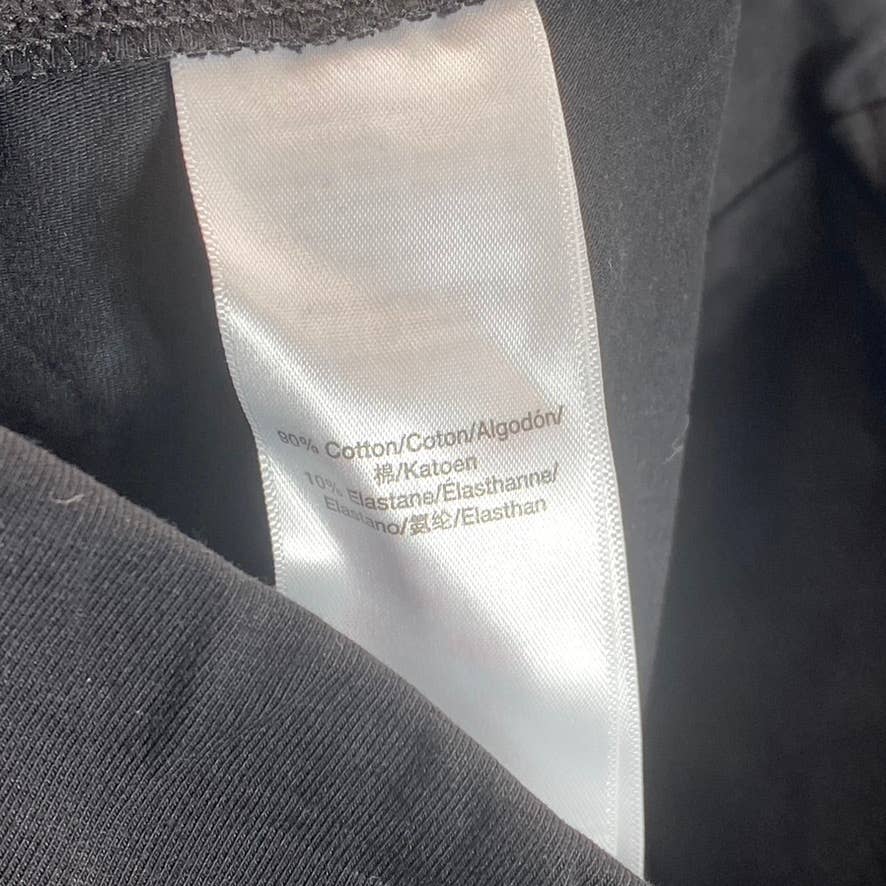 90% Cotton/Coton/Algodón/
棉/Katoen
10% Elastane/Élasthanne/
Elastano/氨纶/Elasthan